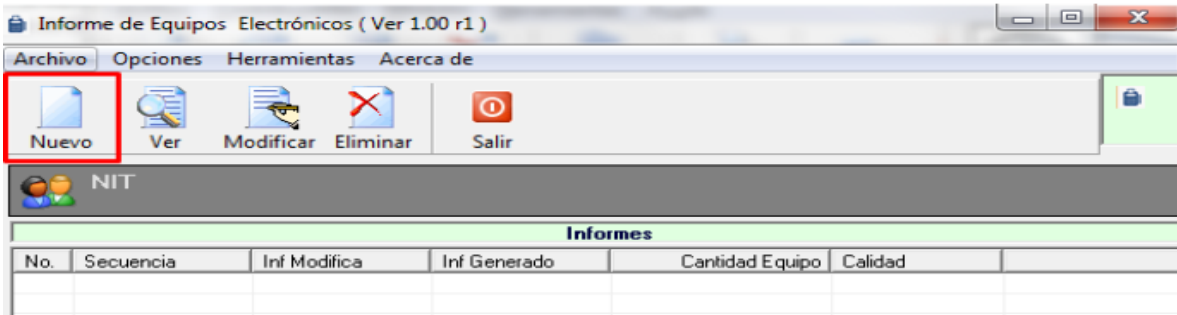 Informe de Equipos Electrónicos ( Ver 1.00 r1 )
Archivo Opciones Herramientas Acerca de
Nuevo Ver Modificar Eliminar Salir
NIT
Informes
No. Secuencia Inf Modifica Inf Generado Cantidad Equipo Calidad